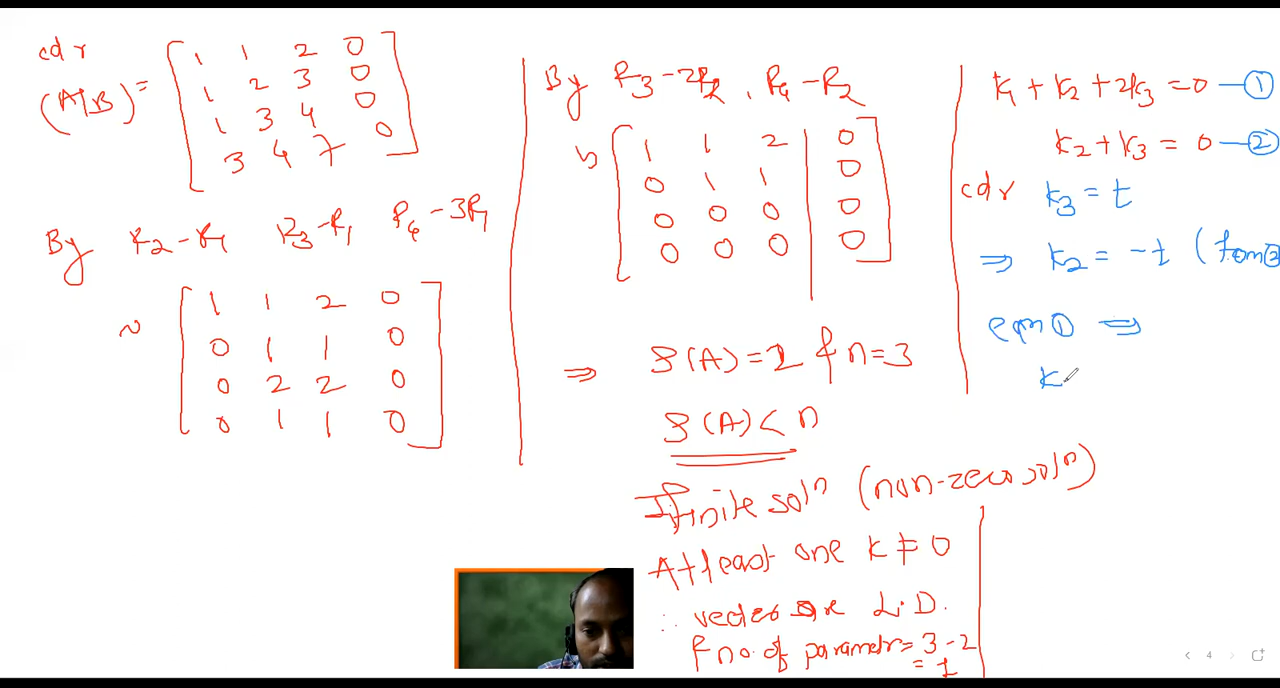 cdr
(A|B) = [ 1 1 2 0
1 2 3 0
1 3 4 0
3 4 7 0 ]
By R2-R1 R3-R1 R4-3R1
~ [ 1 1 2 0
0 1 1 0
0 2 2 0
0 1 1 0 ]
By R3-2R2, R4-R2
[ 1 1 2 | 0
0 1 1 | 0
0 0 0 | 0
0 0 0 | 0 ]
⇒ ρ(A)=2 & n=3
ρ(A) < n
Infinite solⁿ (non-zero solⁿ)
Atleast one k ≠ 0
∴ vectors are L.D.
& no. of parameter = 3-2
= 1
k1 + k2 + 2k3 = 0 — ①
k2 + k3 = 0 — ②
cdr k3 = t
⇒ k2 = -t (from ②
eqn ① ⇒
k
4